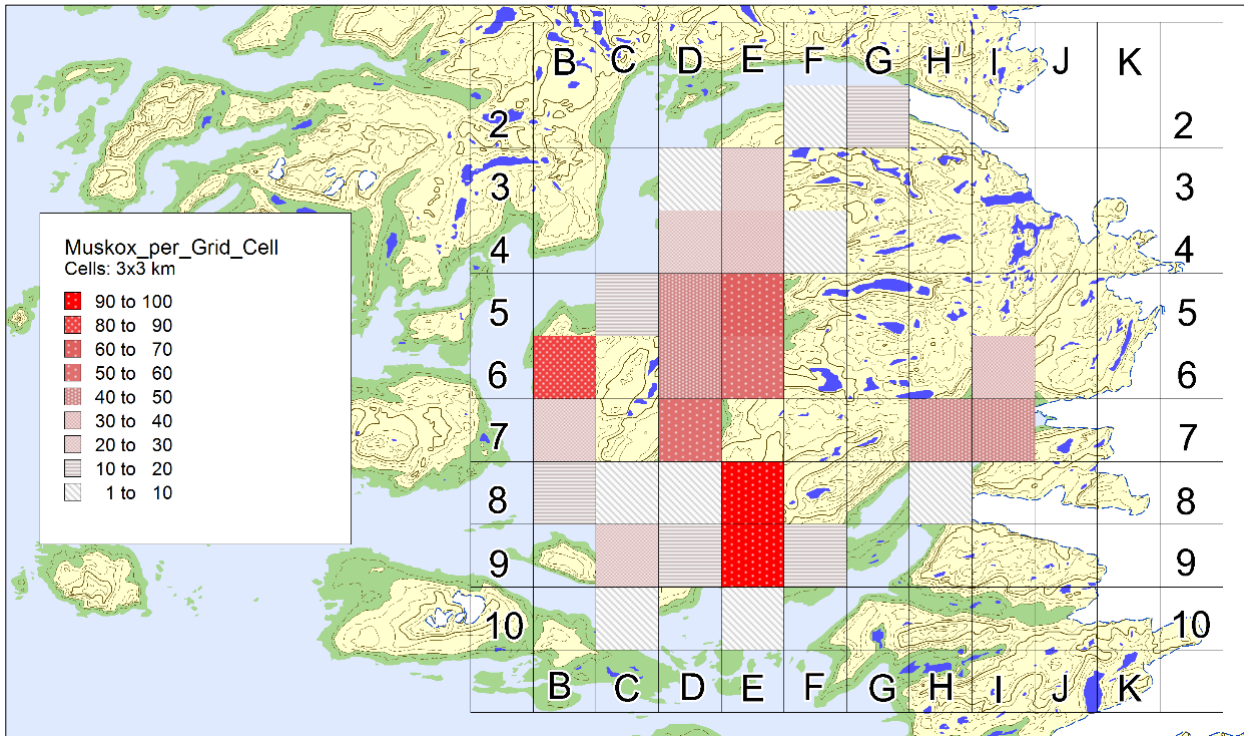 B C D E F G H I J K
2 2
3 3
4 4
Muskox_per_Grid_Cell
Cells: 3x3 km
90 to 100
80 to 90
60 to 70
50 to 60
40 to 50
30 to 40
20 to 30
10 to 20
1 to 10
5 5
6 6
7 7
8 8
9 9
10 10
B C D E F G H I J K